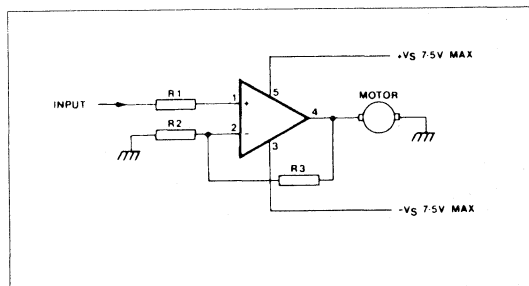 +VS 7·5V MAX
MOTOR
INPUT
R1
1
+
5
4
R2
2
-
3
R3
-VS 7·5V MAX